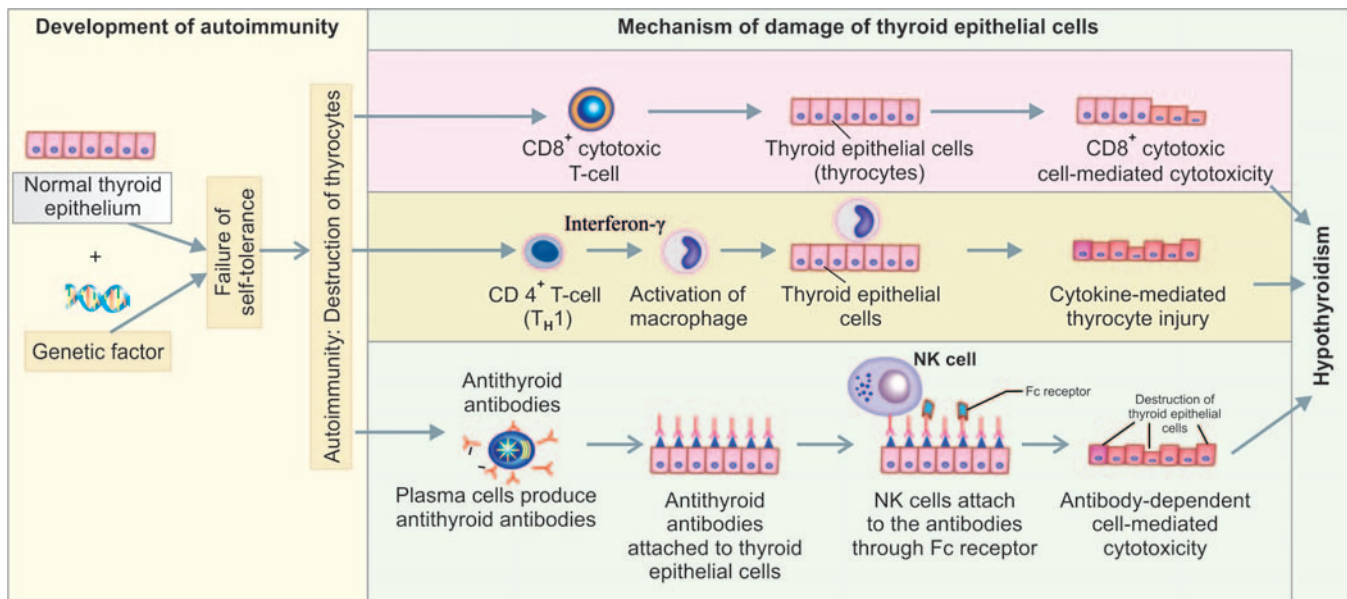 Development of autoimmunity
Mechanism of damage of thyroid epithelial cells
Normal thyroid
epithelium
+
Genetic factor
Failure of
self-tolerance
Autoimmunity: Destruction of thyrocytes
CD8⁺ cytotoxic
T-cell
Thyroid epithelial cells
(thyrocytes)
CD8⁺ cytotoxic
cell-mediated cytotoxicity
Interferon-γ
CD 4⁺ T-cell
(T_H1)
Activation of
macrophage
Thyroid epithelial
cells
Cytokine-mediated
thyrocyte injury
Antithyroid
antibodies
Plasma cells produce
antithyroid antibodies
Antithyroid
antibodies
attached to thyroid
epithelial cells
NK cell
Fc receptor
NK cells attach
to the antibodies
through Fc receptor
Destruction of
thyroid epithelial
cells
Antibody-dependent
cell-mediated
cytotoxicity
Hypothyroidism